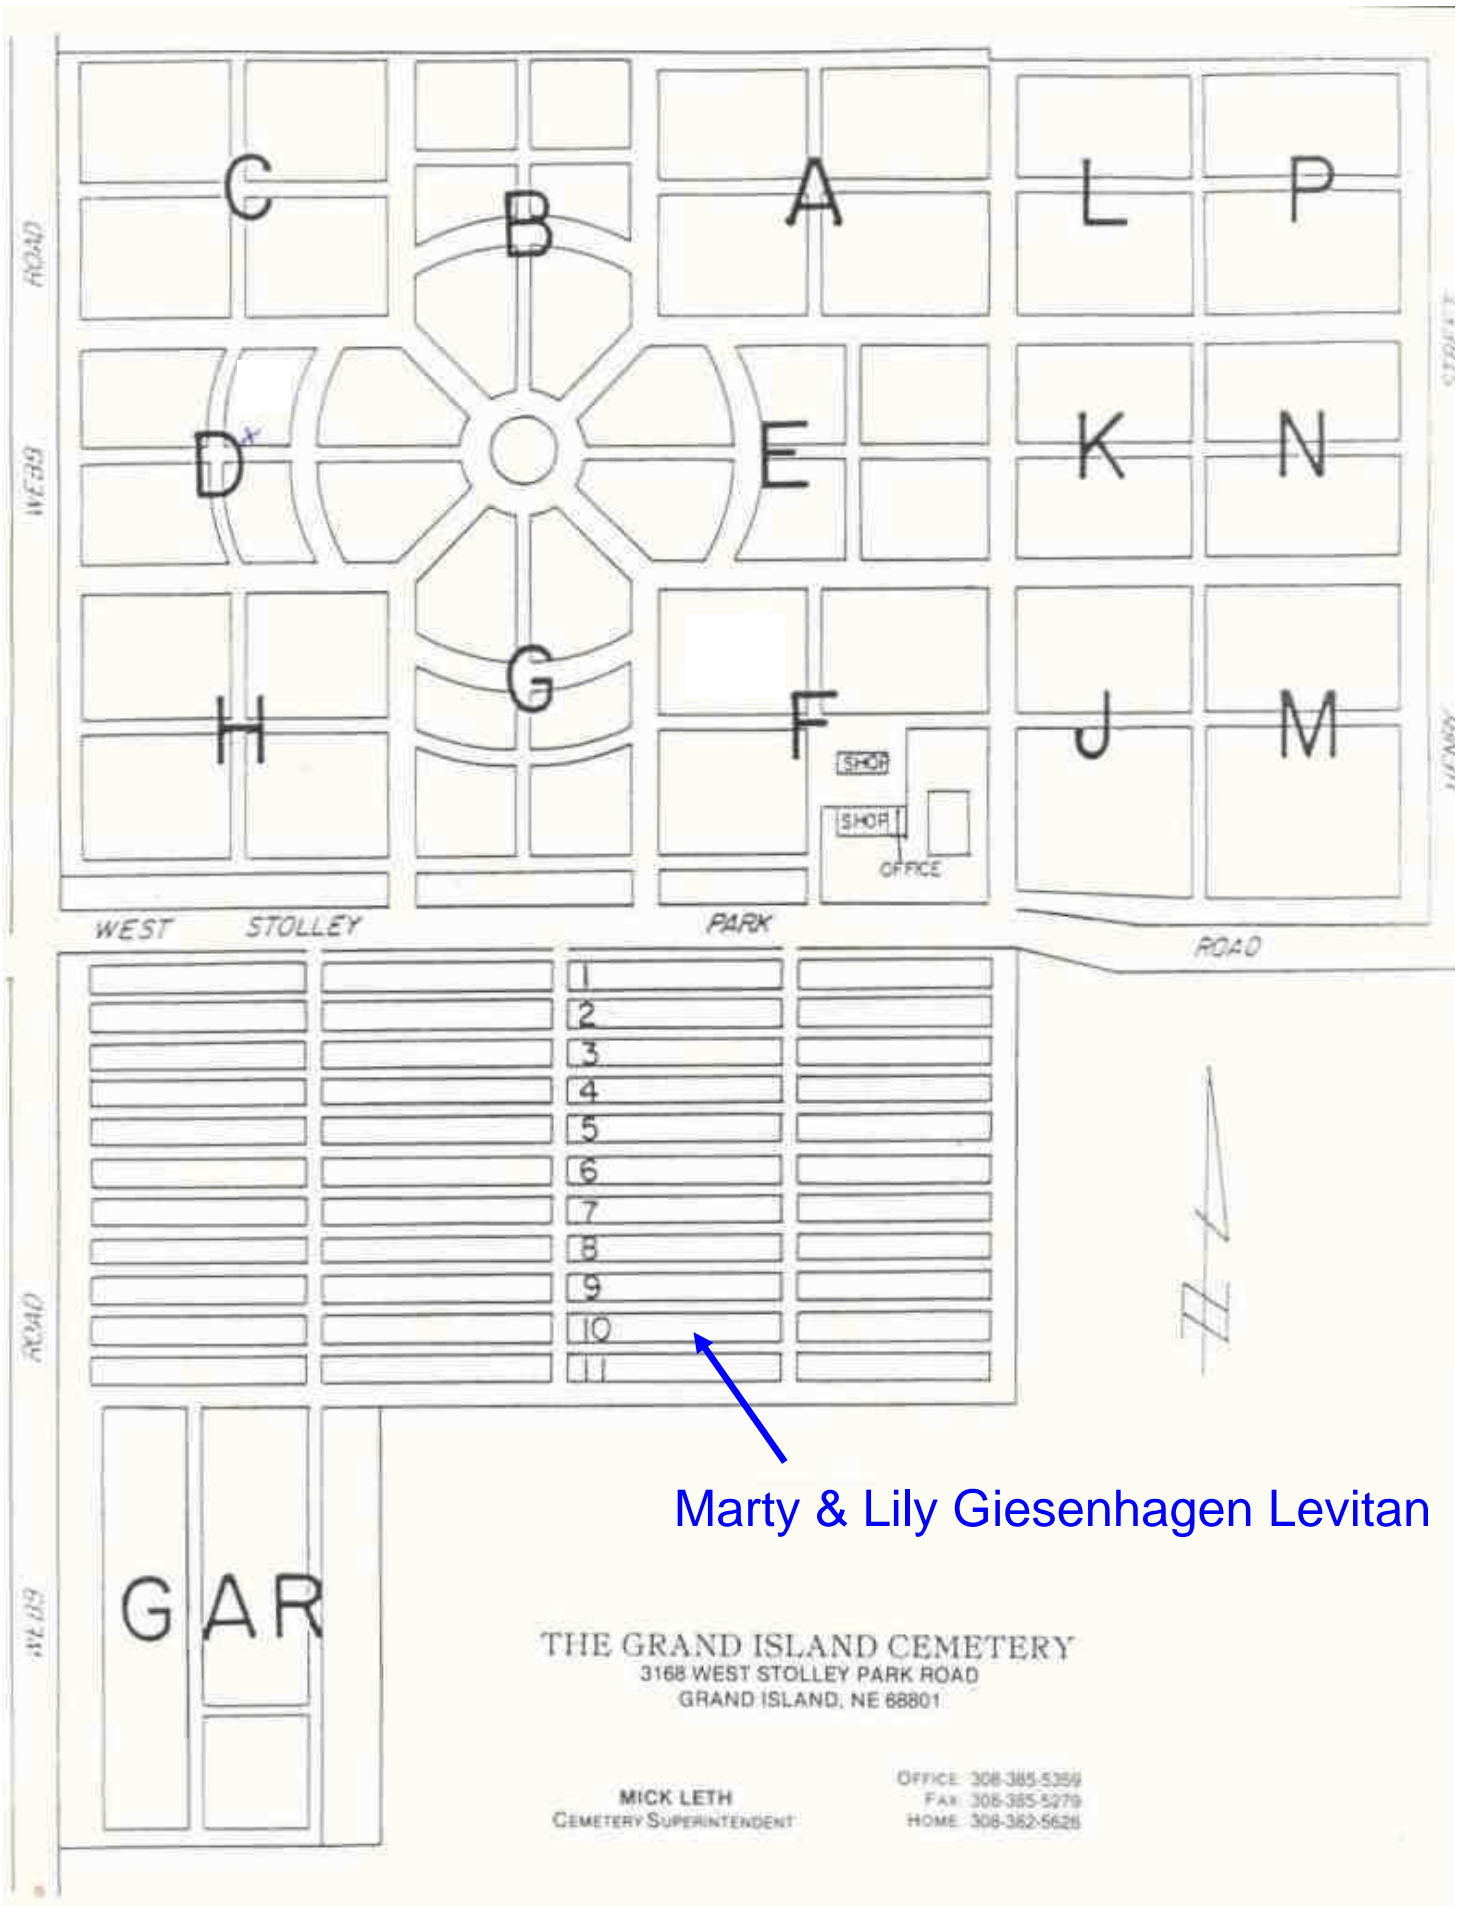 C
B
A
L
P
ROAD
STREET
WEBB
D
E
K
N
H
G
F
J
M
SHOP
SHOP
OFFICE
HENRY
WEST STOLLEY PARK ROAD
1
2
3
4
5
6
7
8
9
10
11
ROAD
WEBB
Marty & Lily Giesenhagen Levitan
GAR
THE GRAND ISLAND CEMETERY
3168 WEST STOLLEY PARK ROAD
GRAND ISLAND, NE 68801
MICK LETH
CEMETERY SUPERINTENDENT
OFFICE 308-385-5359
FAX 308-385-5279
HOME 308-382-5626